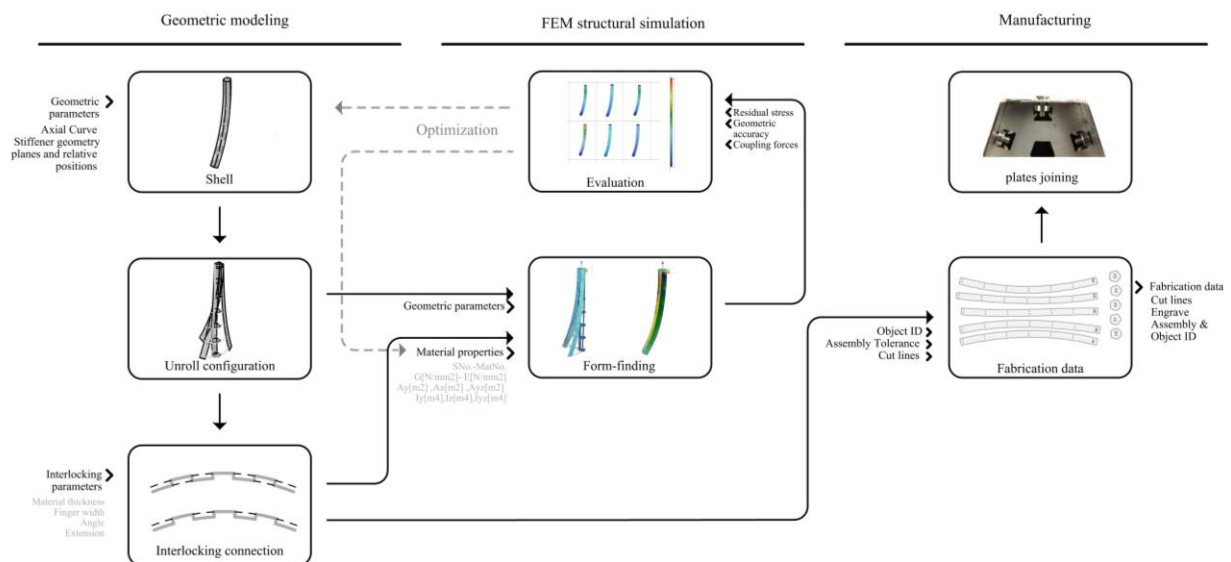 Geometric modeling
FEM structural simulation
Manufacturing
Geometric
parameters
Axial Curve
Stiffener geometry
planes and relative
positions
Shell
Optimization
Evaluation
Residual stress
Geometric
accuracy
Coupling forces
plates joining
Unroll configuration
Geometric parameters
Material properties
SNo.-MatNo.
G[N/mm2]- E[N/mm2]
Ay[m2] ,Az[m2] ,Ayz[m2]
Iy[m4],Iz[m4],Iyz[m4]
Form-finding
Object ID
Assembly Tolerance
Cut lines
Fabrication data
Fabrication data
Cut lines
Engrave
Assembly &
Object ID
Interlocking
parameters
Material thickness
Finger width
Angle
Extension
Interlocking connection